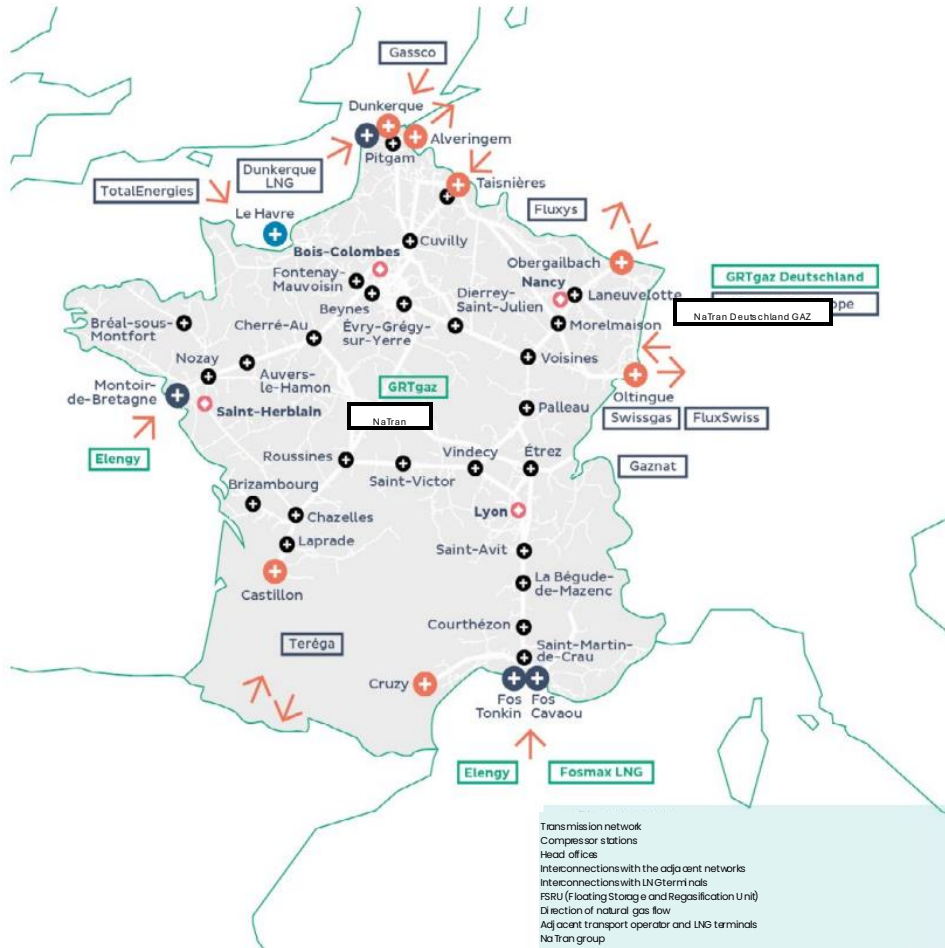 Gassco
Dunkerque
Alveringem
Pitgam
Dunkerque
LNG
TotalEnergies
Taisnières
Fluxys
Le Havre
Cuvilly
Bois-Colombes
Obergailbach
Fontenay-
Mauvoisin
Nancy
GRTgaz Deutschland
Beynes
Dierrey-
Saint-Julien
Laneuvelotte
NaTran Deutschland GAZ
Bréal-sous-
Montfort
Cherré-Au
Évry-Grégy-
sur-Yerre
Morelmaison
Nozay
Voisines
Auvers-
le-Hamon
Montoir-
de-Bretagne
GRTgaz
Oltingue
Saint-Herblain
NaTran
Palleau
Swissgas
FluxSwiss
Elengy
Roussines
Vindecy
Étrez
Gaznat
Saint-Victor
Brizambourg
Lyon
Chazelles
Laprade
Saint-Avit
Castillon
La Bégude-
de-Mazenc
Courthézon
Teréga
Saint-Martin-
de-Crau
Cruzy
Fos
Tonkin
Fos
Cavaou
Elengy
Fosmax LNG
Transmission network
Compressor stations
Head offices
Interconnections with the adjacent networks
Interconnections with LNG terminals
FSRU (Floating Storage and Regasification Unit)
Direction of natural gas flow
Adjacent transport operator and LNG terminals
NaTran group